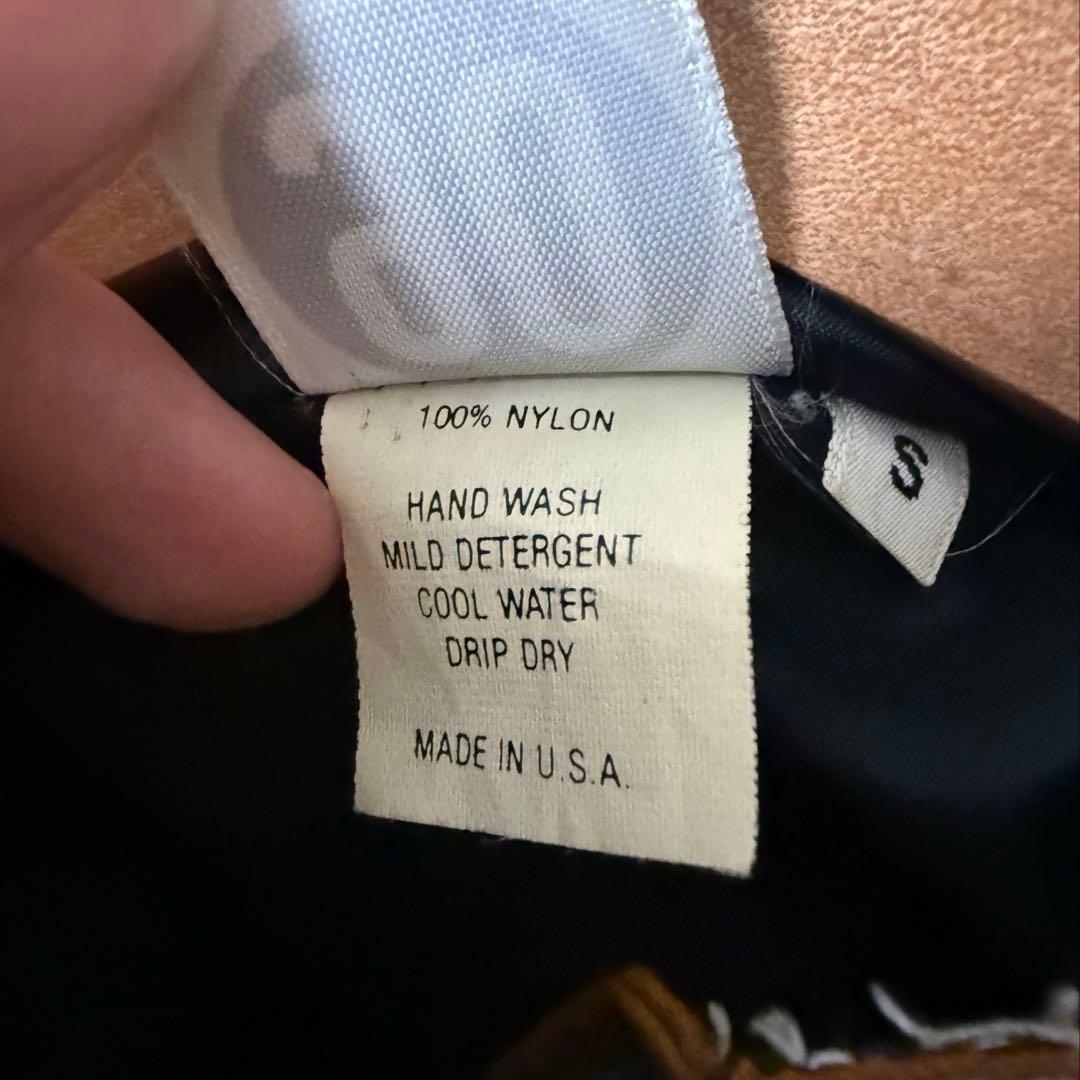 100% NYLON
HAND WASH
MILD DETERGENT
COOL WATER
DRIP DRY
MADE IN U.S.A.
S